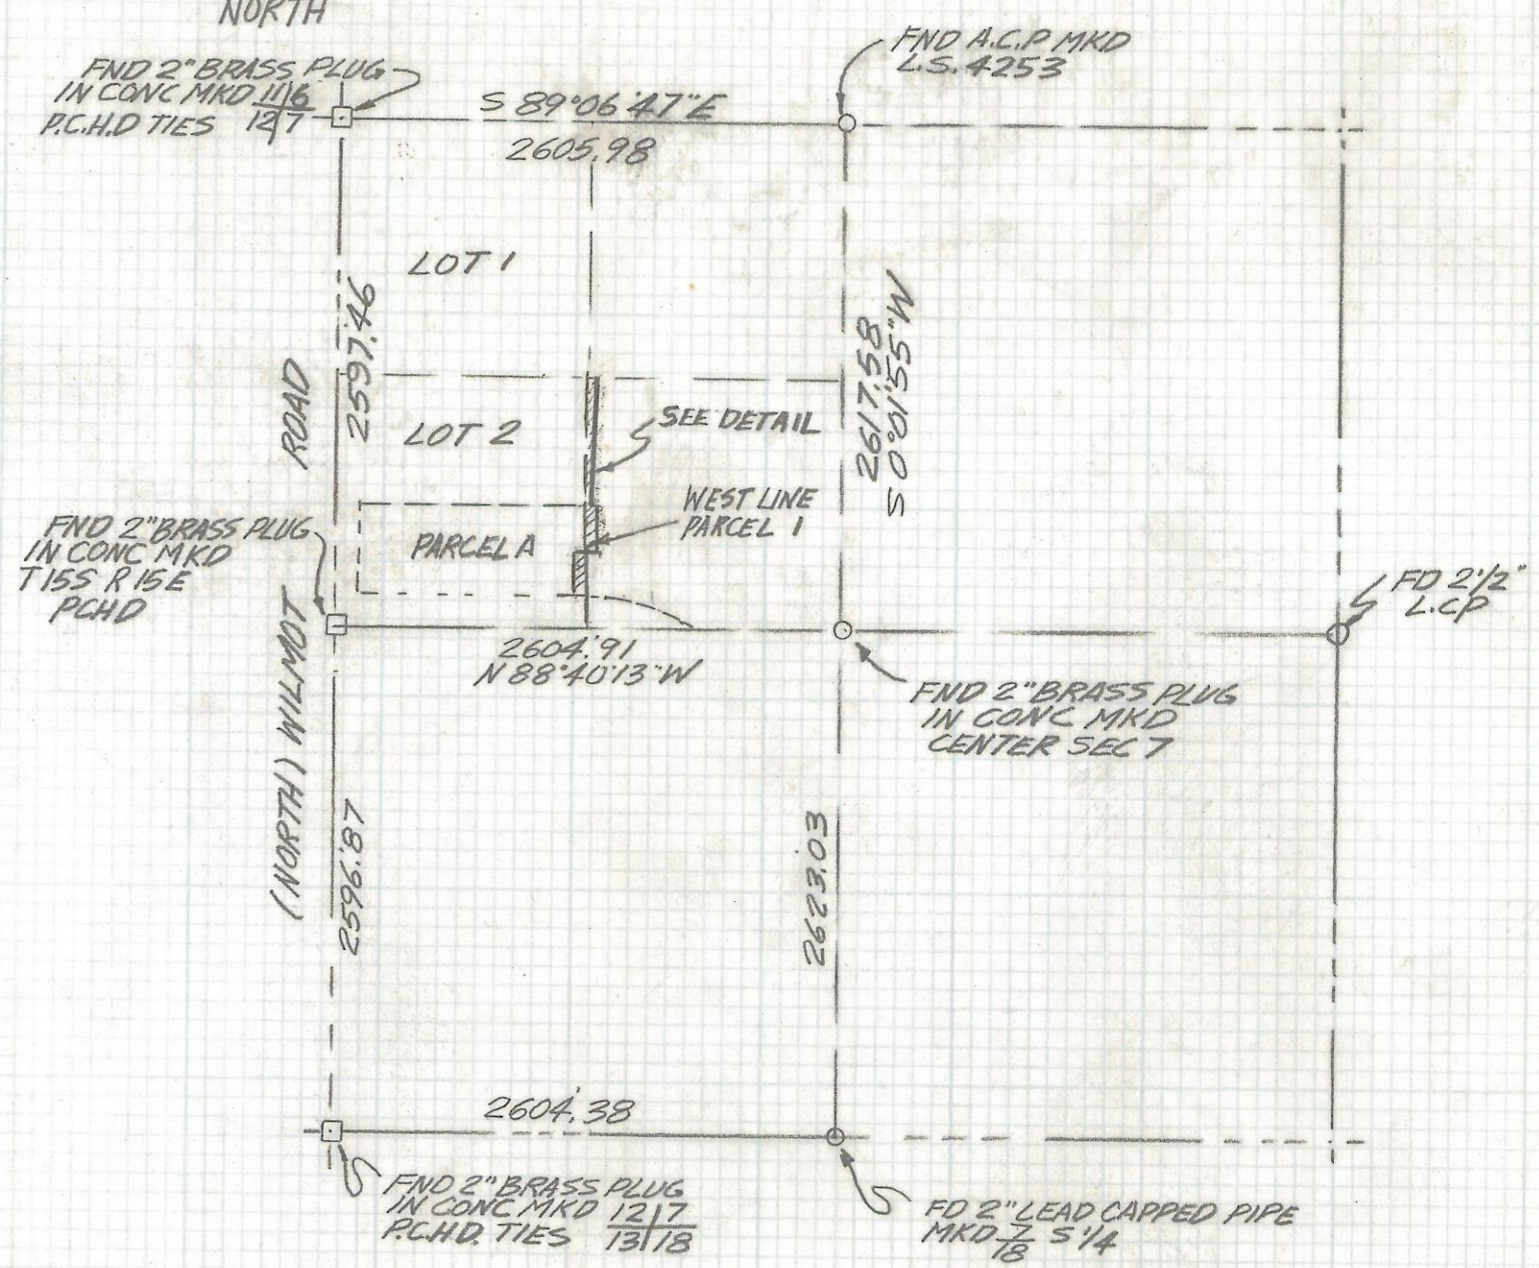 NORTH
FND 2" BRASS PLUG
IN CONC MKD 1|6
P.C.H.D TIES 12|7
FND A.C.P MKD
L.S. 4253
S 89°06'47"E
2605.98
LOT 1
2597.46
2617.58
S 0°01'55"W
ROAD
LOT 2
SEE DETAIL
WEST LINE
PARCEL 1
PARCEL A
FND 2" BRASS PLUG
IN CONC MKD
T15S R15E
PCHD
FD 2 1/2"
L.CP
2604.91
N 88°40'13"W
FND 2" BRASS PLUG
IN CONC MKD
CENTER SEC 7
(NORTH) WILMOT
2596.87
2623.03
2604.38
FND 2" BRASS PLUG
IN CONC MKD 12|7
P.C.H.D. TIES 13|18
FD 2" LEAD CAPPED PIPE
MKD 7/18 S 1/4